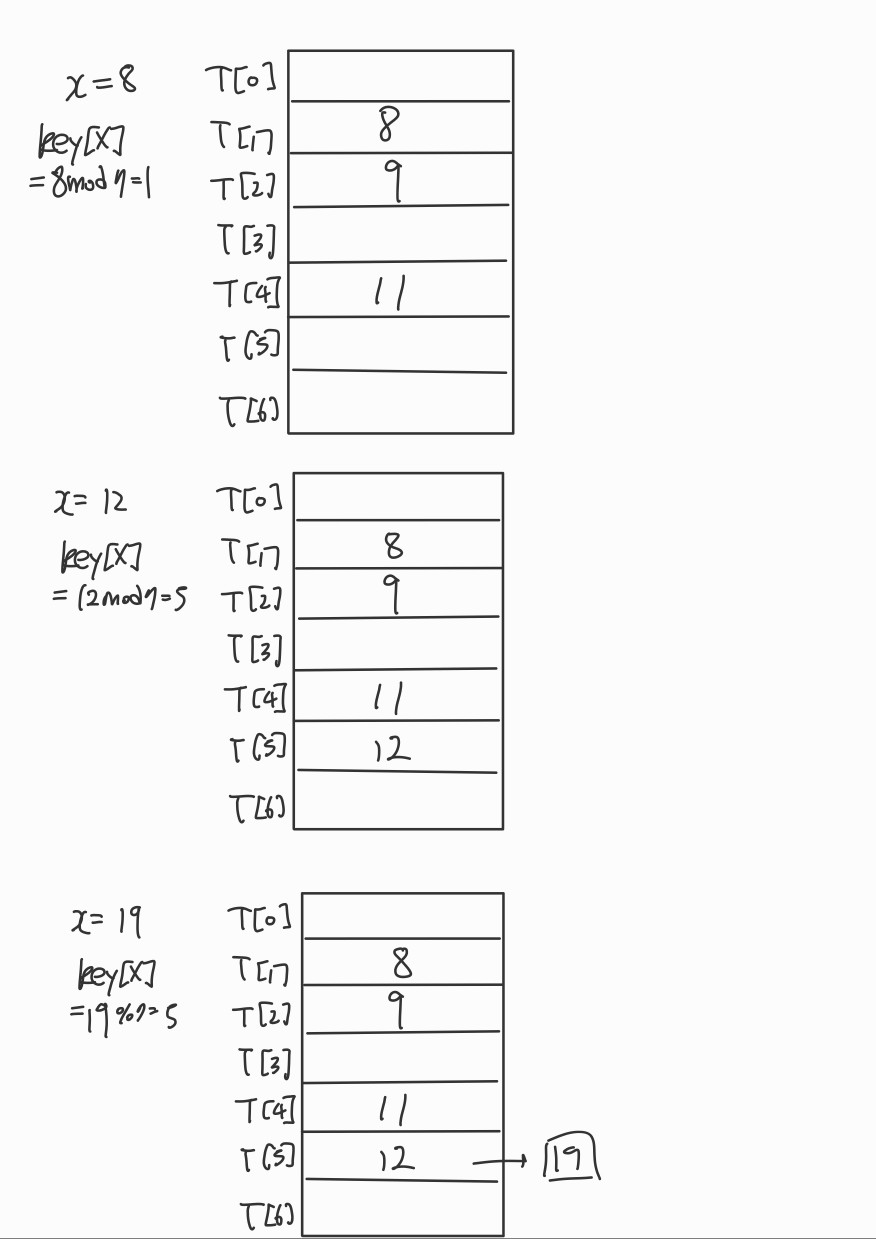 x = 8
key[x]
= 8 mod 7 = 1
T[0]
T[1] 8
T[2] 9
T[3]
T[4] 11
T[5]
T[6]
x = 12
key[x]
= 12 mod 7 = 5
T[0]
T[1] 8
T[2] 9
T[3]
T[4] 11
T[5] 12
T[6]
x = 19
key[x]
= 19 % 7 = 5
T[0]
T[1] 8
T[2] 9
T[3]
T[4] 11
T[5] 12 → 19
T[6]